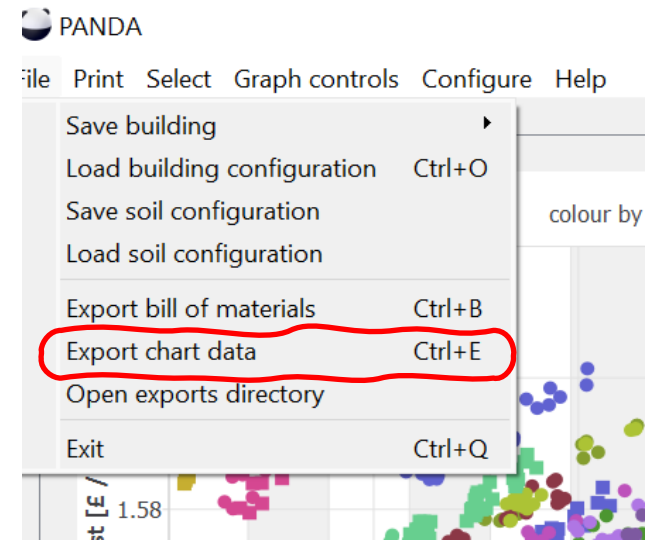 PANDA
File Print Select Graph controls Configure Help
Save building
Load building configuration Ctrl+O
Save soil configuration
Load soil configuration
colour by
Export bill of materials Ctrl+B
Export chart data Ctrl+E
Open exports directory
Exit Ctrl+Q
1.58
st [£ /